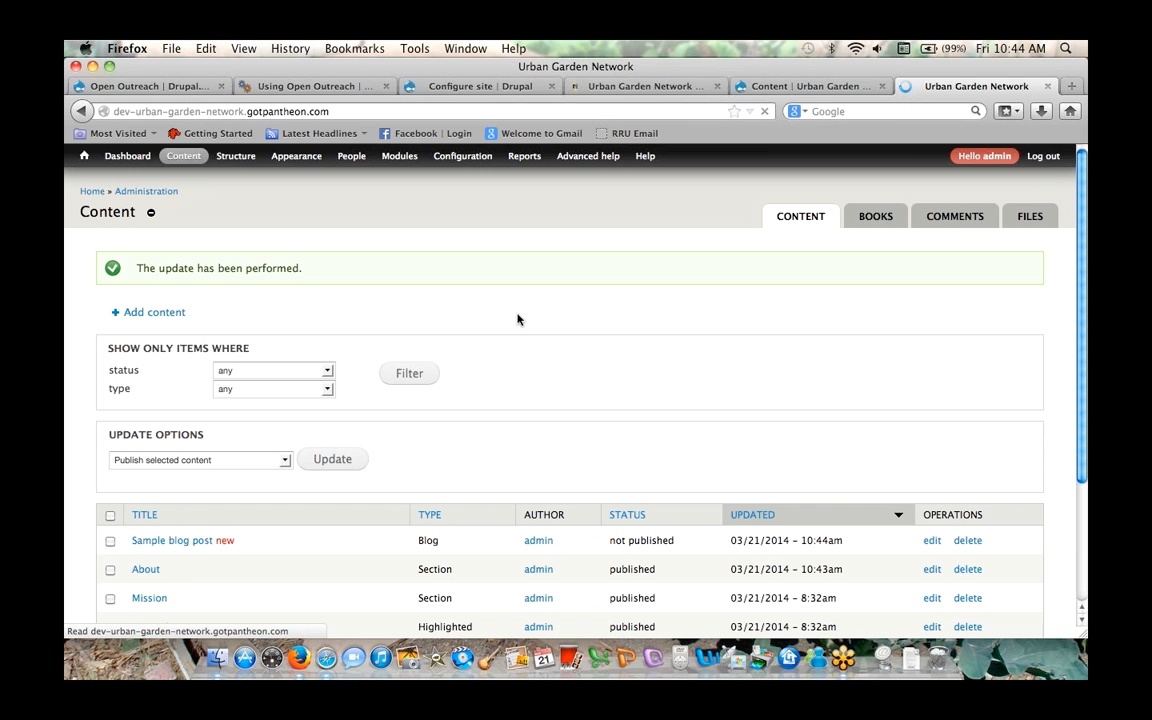 Firefox File Edit View History Bookmarks Tools Window Help (99%) Fri 10:44 AM
Urban Garden Network
Open Outreach | Drupal.... Using Open Outreach | ... Configure site | Drupal Urban Garden Network ... Content | Urban Garden ... Urban Garden Network
dev-urban-garden-network.gotpantheon.com Google
Most Visited Getting Started Latest Headlines Facebook | Login Welcome to Gmail RRU Email
Dashboard Content Structure Appearance People Modules Configuration Reports Advanced help Help Hello admin Log out
Home » Administration
Content CONTENT BOOKS COMMENTS FILES
The update has been performed.
+ Add content
SHOW ONLY ITEMS WHERE
status any Filter
type any
UPDATE OPTIONS
Publish selected content Update
TITLE TYPE AUTHOR STATUS UPDATED OPERATIONS
Sample blog post new Blog admin not published 03/21/2014 - 10:44am edit delete
About Section admin published 03/21/2014 - 10:43am edit delete
Mission Section admin published 03/21/2014 - 8:32am edit delete
Highlighted admin published 03/21/2014 - 8:32am edit delete
Read dev-urban-garden-network.gotpantheon.com